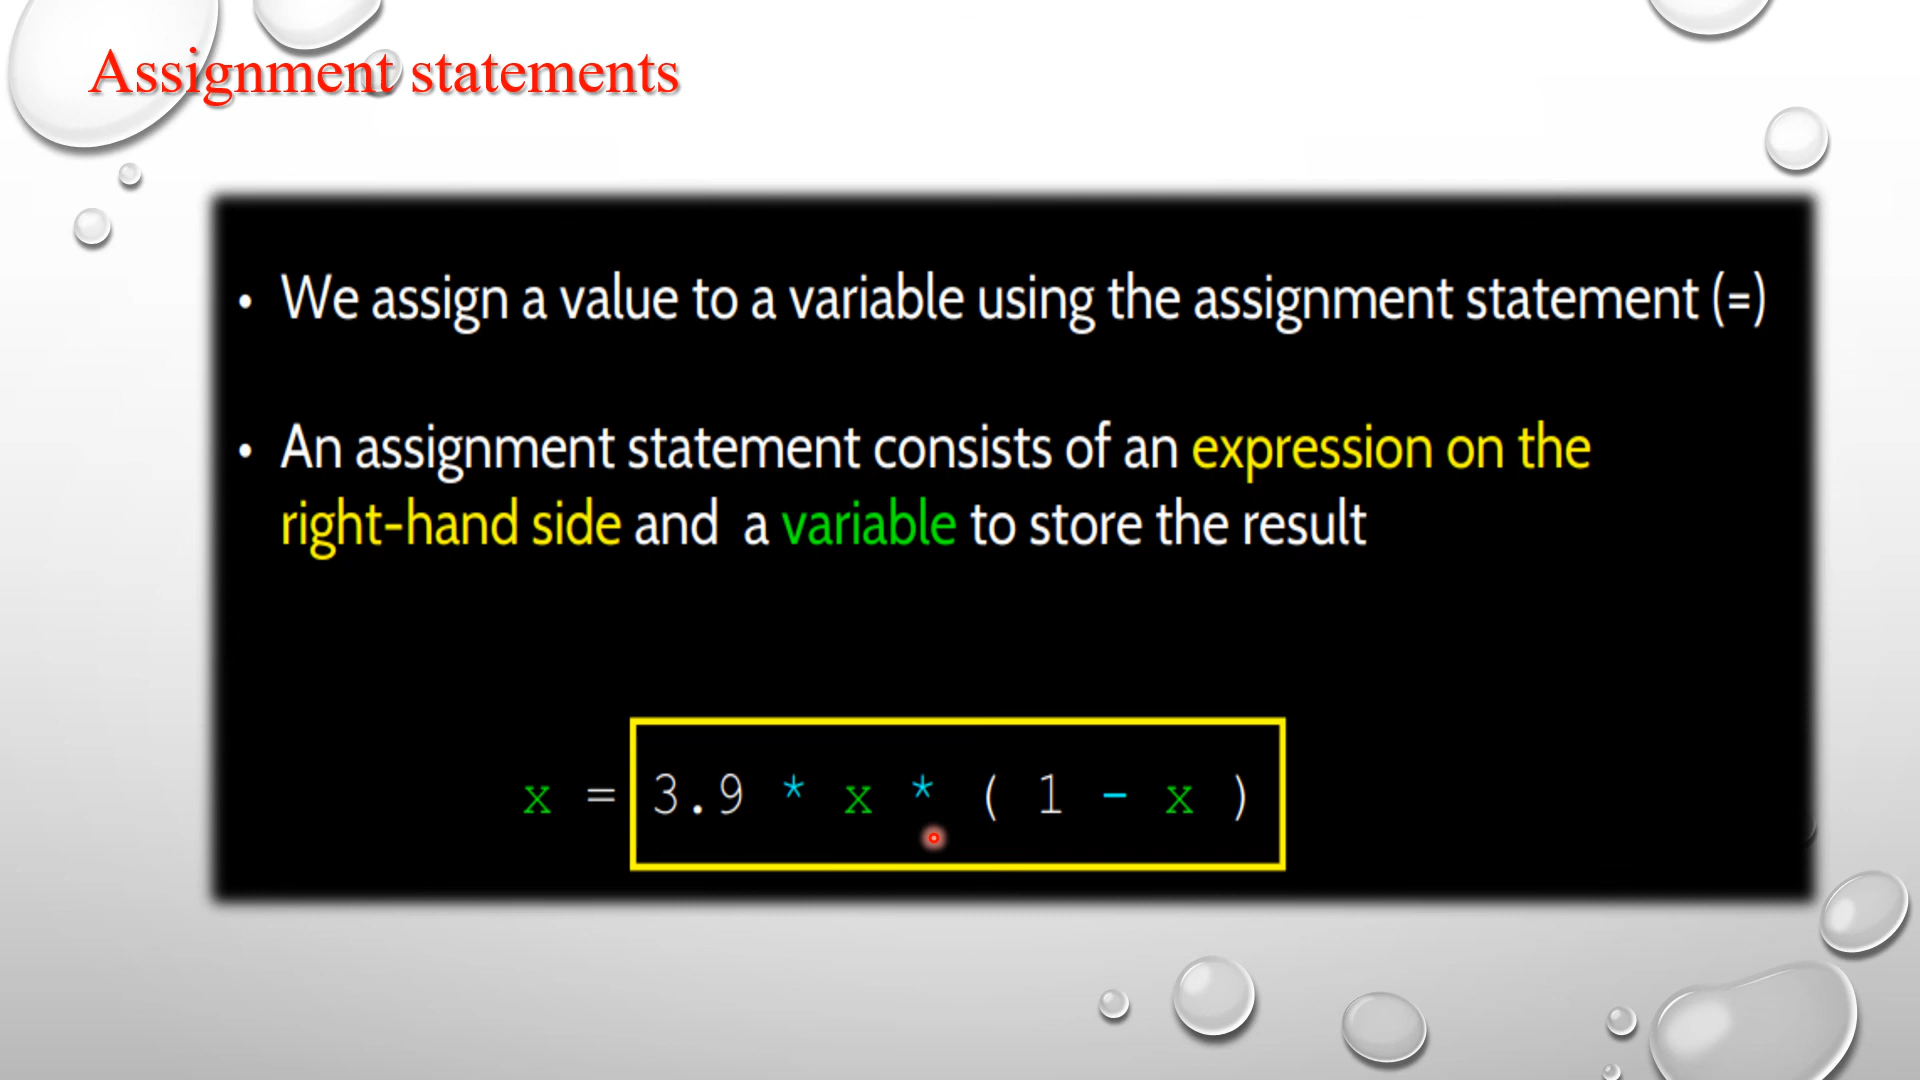 Assignment statements
• We assign a value to a variable using the assignment statement (=)
• An assignment statement consists of an expression on the
right-hand side and a variable to store the result
x = 3.9 * x * ( 1 - x )